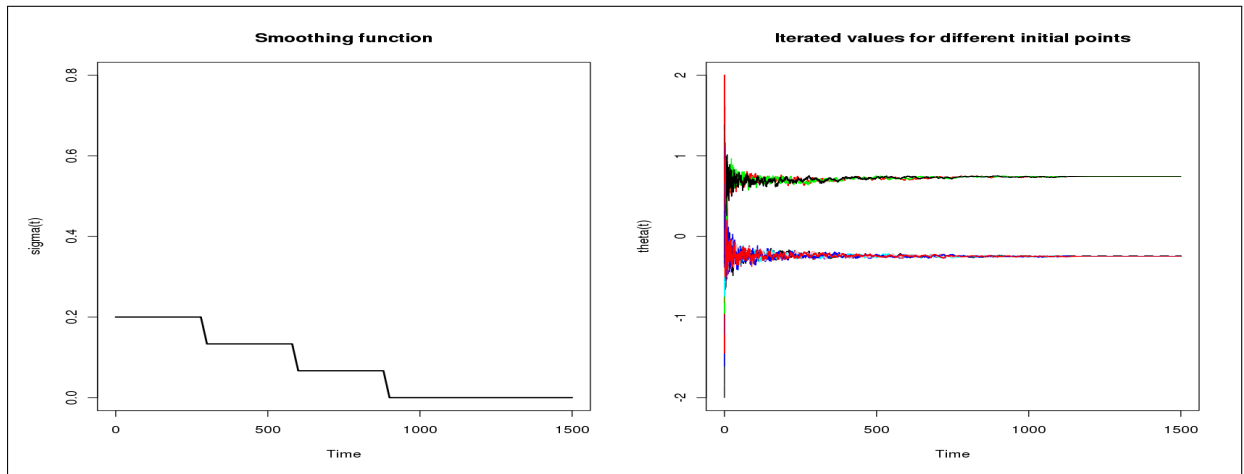 Smoothing function
sigma(t)
0.8
0.6
0.4
0.2
0.0
0 500 1000 1500
Time
Iterated values for different initial points
theta(t)
2
1
0
-1
-2
0 500 1000 1500
Time